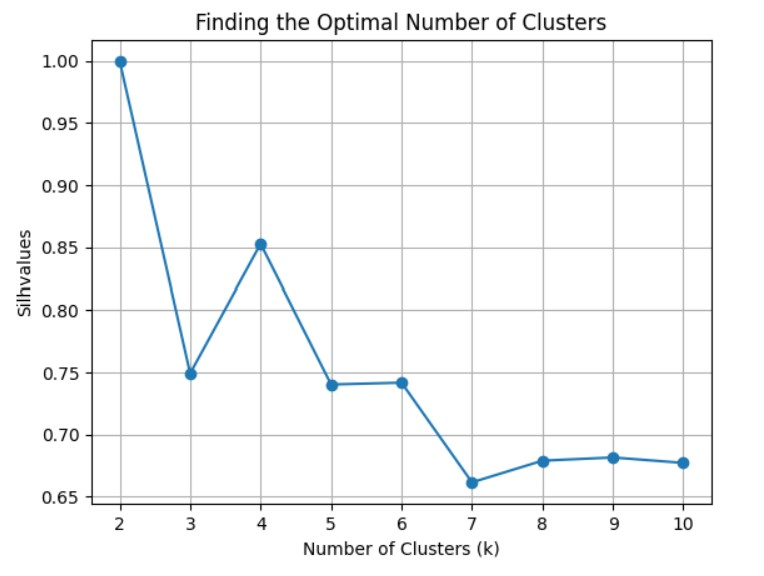 Finding the Optimal Number of Clusters
1.00
0.95
0.90
0.85
0.80
0.75
0.70
0.65
Silhvalues
2 3 4 5 6 7 8 9 10
Number of Clusters (k)